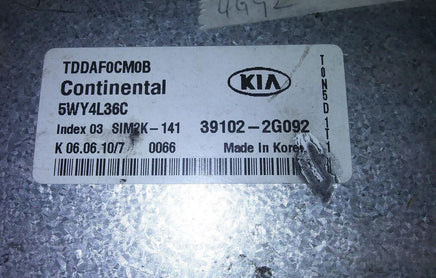 TDDAF0CM0B
Continental
KIA
5WY4L36C
Index 03 SIM2K-141 39102-2G092
K 06.06.10/7 0066 Made in Korea